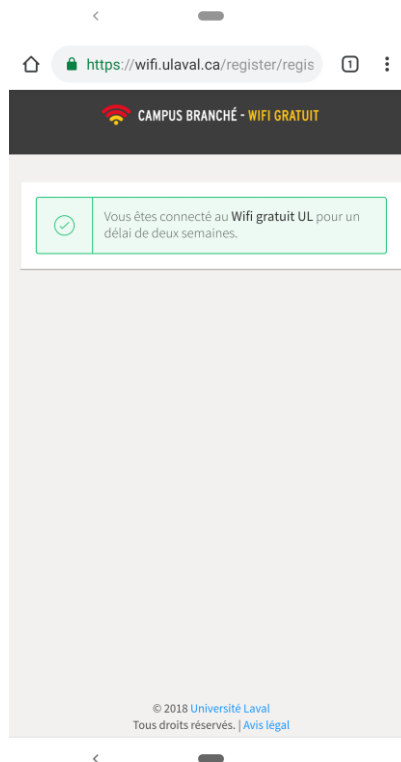 https://wifi.ulaval.ca/register/regis
1
CAMPUS BRANCHÉ - WIFI GRATUIT
Vous êtes connecté au Wifi gratuit UL pour un
délai de deux semaines.
© 2018 Université Laval
Tous droits réservés. | Avis légal